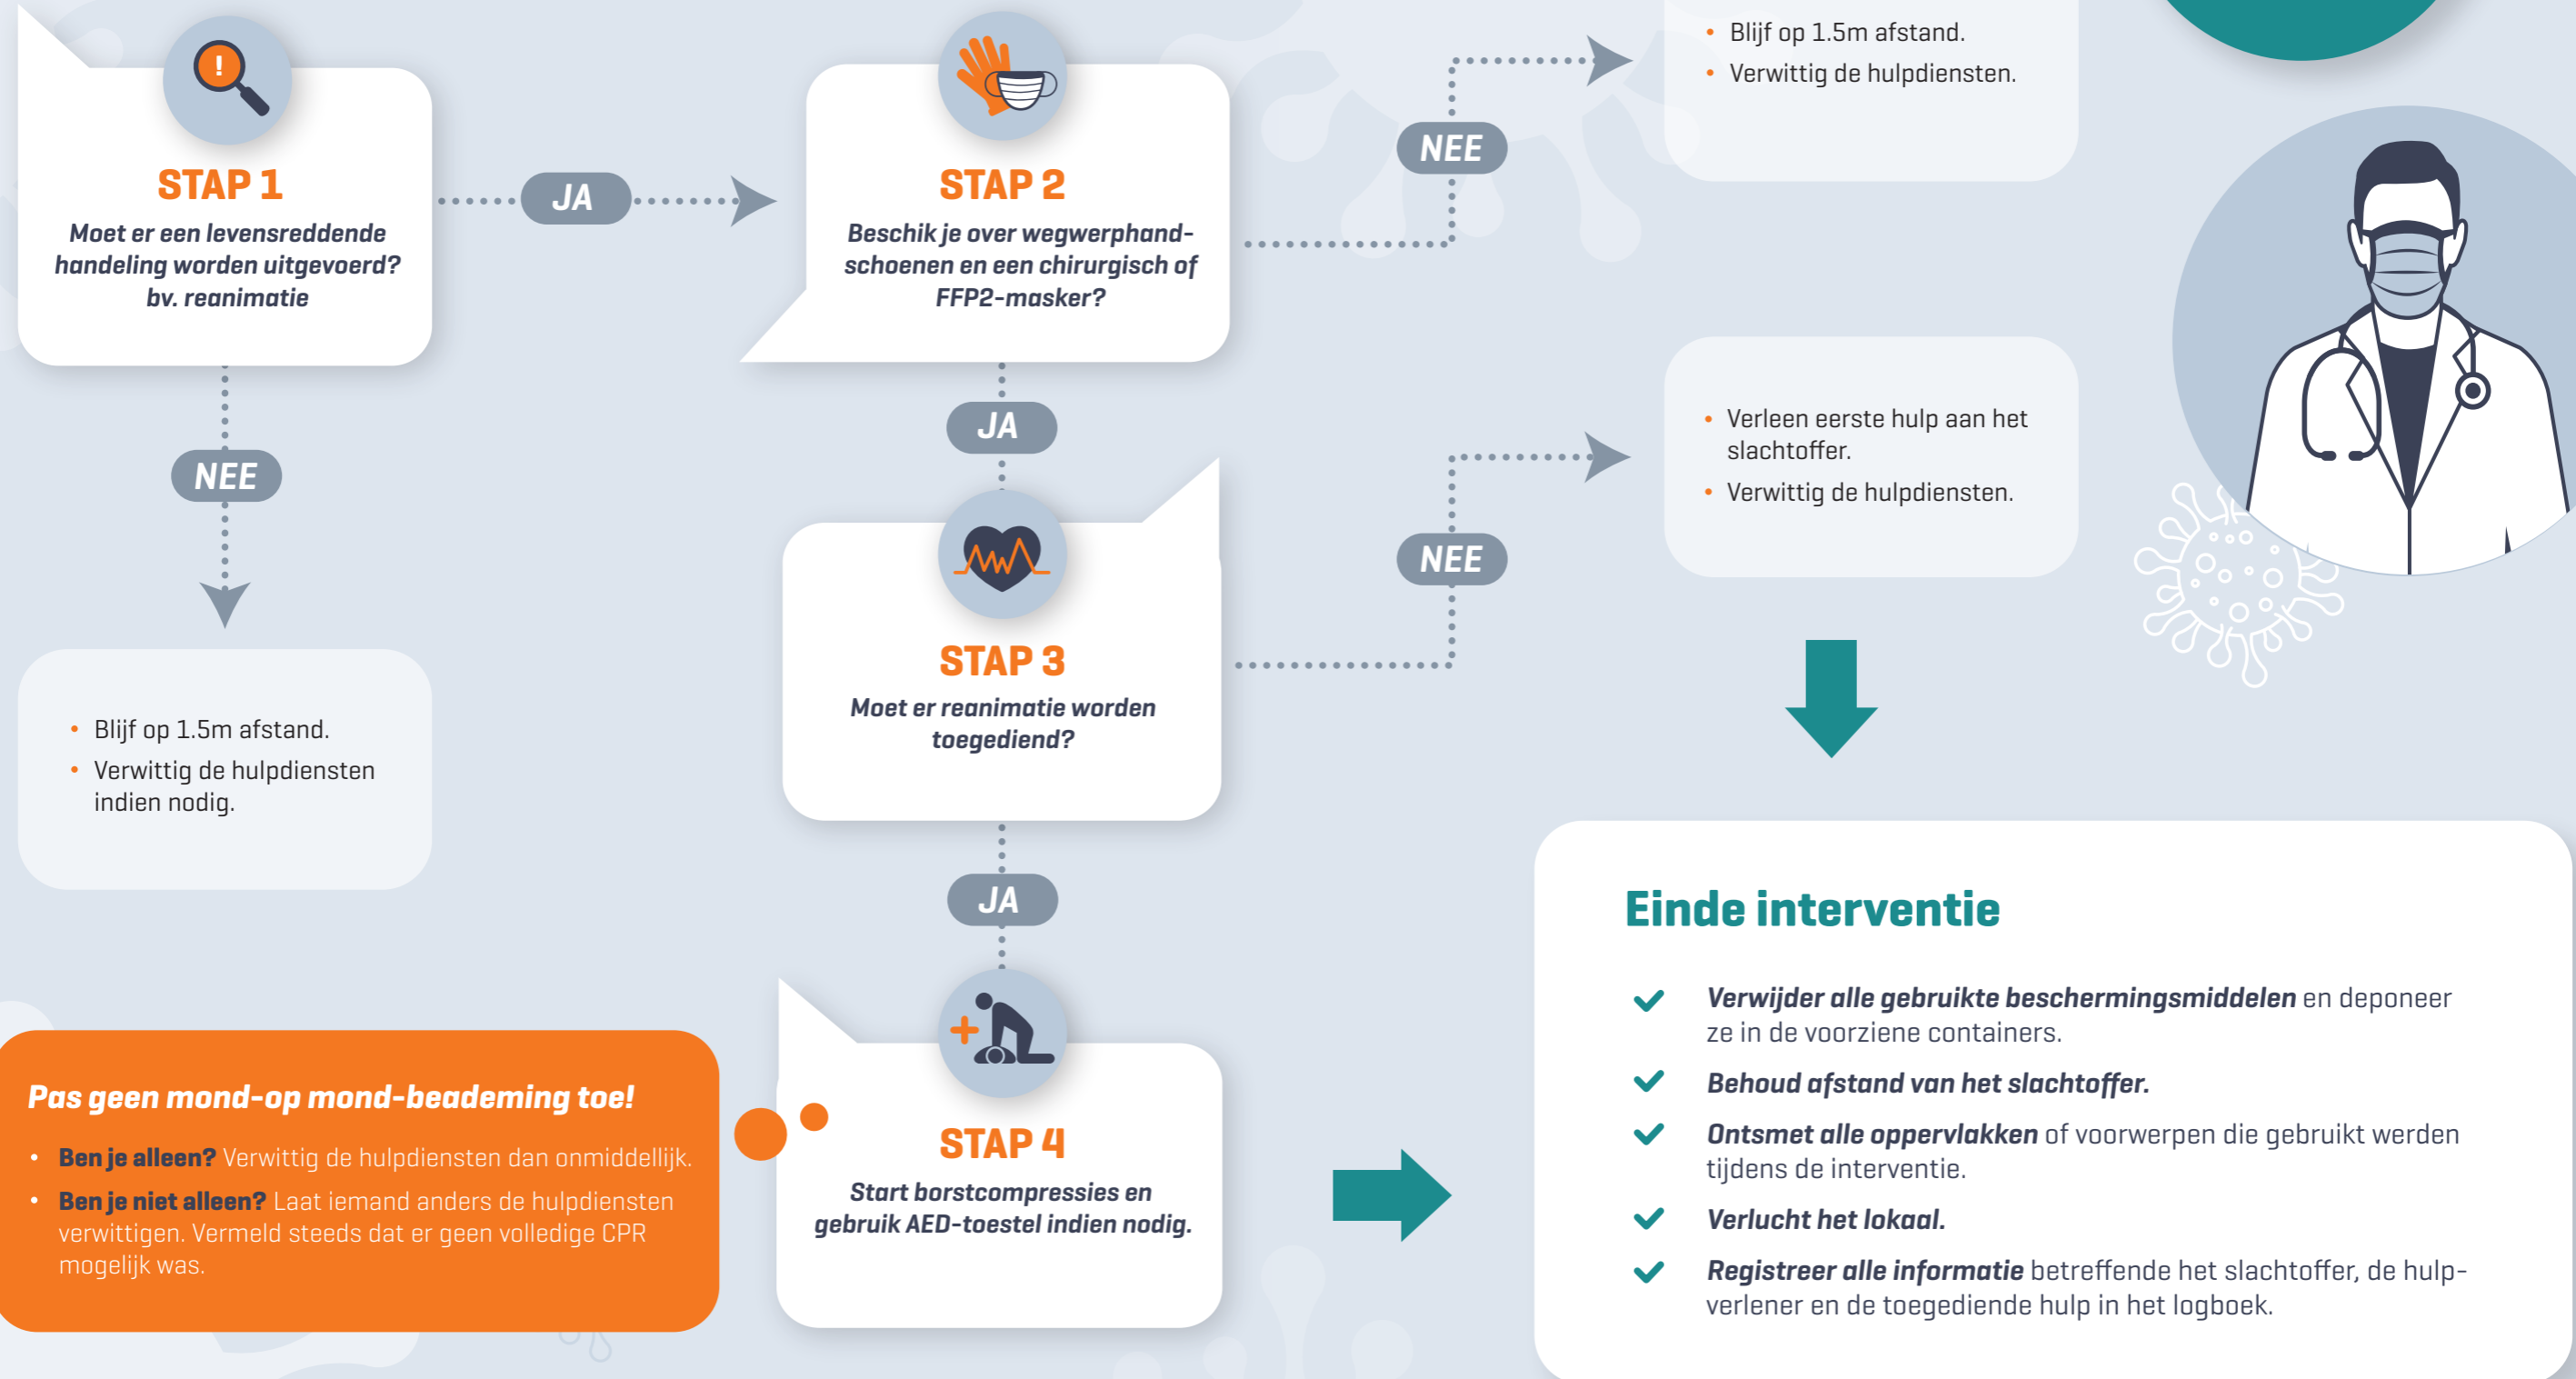 !
STAP 1
Moet er een levensreddende
handeling worden uitgevoerd?
bv. reanimatie
JA
NEE
• Blijf op 1.5m afstand.
• Verwittig de hulpdiensten
indien nodig.
STAP 2
Beschik je over wegwerphand-
schoenen en een chirurgisch of
FFP2-masker?
NEE
• Blijf op 1.5m afstand.
• Verwittig de hulpdiensten.
JA
STAP 3
Moet er reanimatie worden
toegediend?
NEE
• Verleen eerste hulp aan het
slachtoffer.
• Verwittig de hulpdiensten.
JA
STAP 4
Start borstcompressies en
gebruik AED-toestel indien nodig.
Pas geen mond-op mond-beademing toe!
• Ben je alleen? Verwittig de hulpdiensten dan onmiddellijk.
• Ben je niet alleen? Laat iemand anders de hulpdiensten
verwittigen. Vermeld steeds dat er geen volledige CPR
mogelijk was.
Einde interventie
Verwijder alle gebruikte beschermingsmiddelen en deponeer
ze in de voorziene containers.
Behoud afstand van het slachtoffer.
Ontsmet alle oppervlakken of voorwerpen die gebruikt werden
tijdens de interventie.
Verlucht het lokaal.
Registreer alle informatie betreffende het slachtoffer, de hulp-
verlener en de toegediende hulp in het logboek.